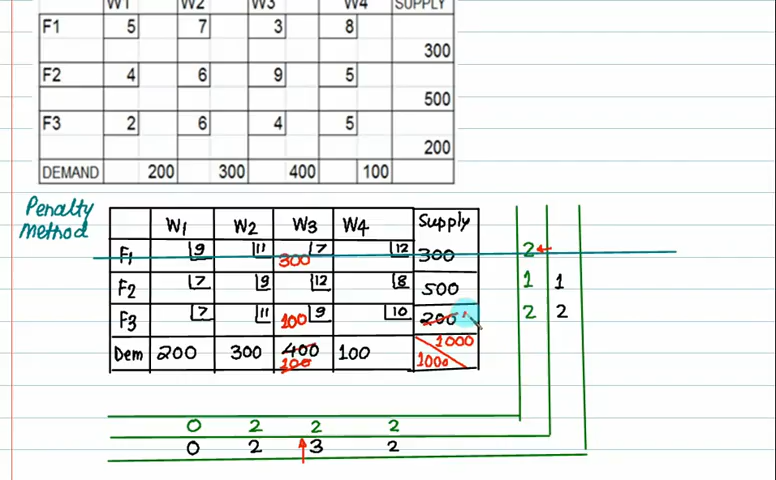 W1 W2 W3 W4 SUPPLY
F1 5 7 3 8
300
F2 4 6 9 5
500
F3 2 6 4 5
200
DEMAND 200 300 400 100
Penalty Method
W1 W2 W3 W4 Supply
F1 9 11 300 7 12 300 2
F2 7 9 12 8 500 1 1
F3 7 11 100 9 10 200 2 2
Dem 200 300 400 100 1000
100 1000
0 2 2 2
0 2 3 2